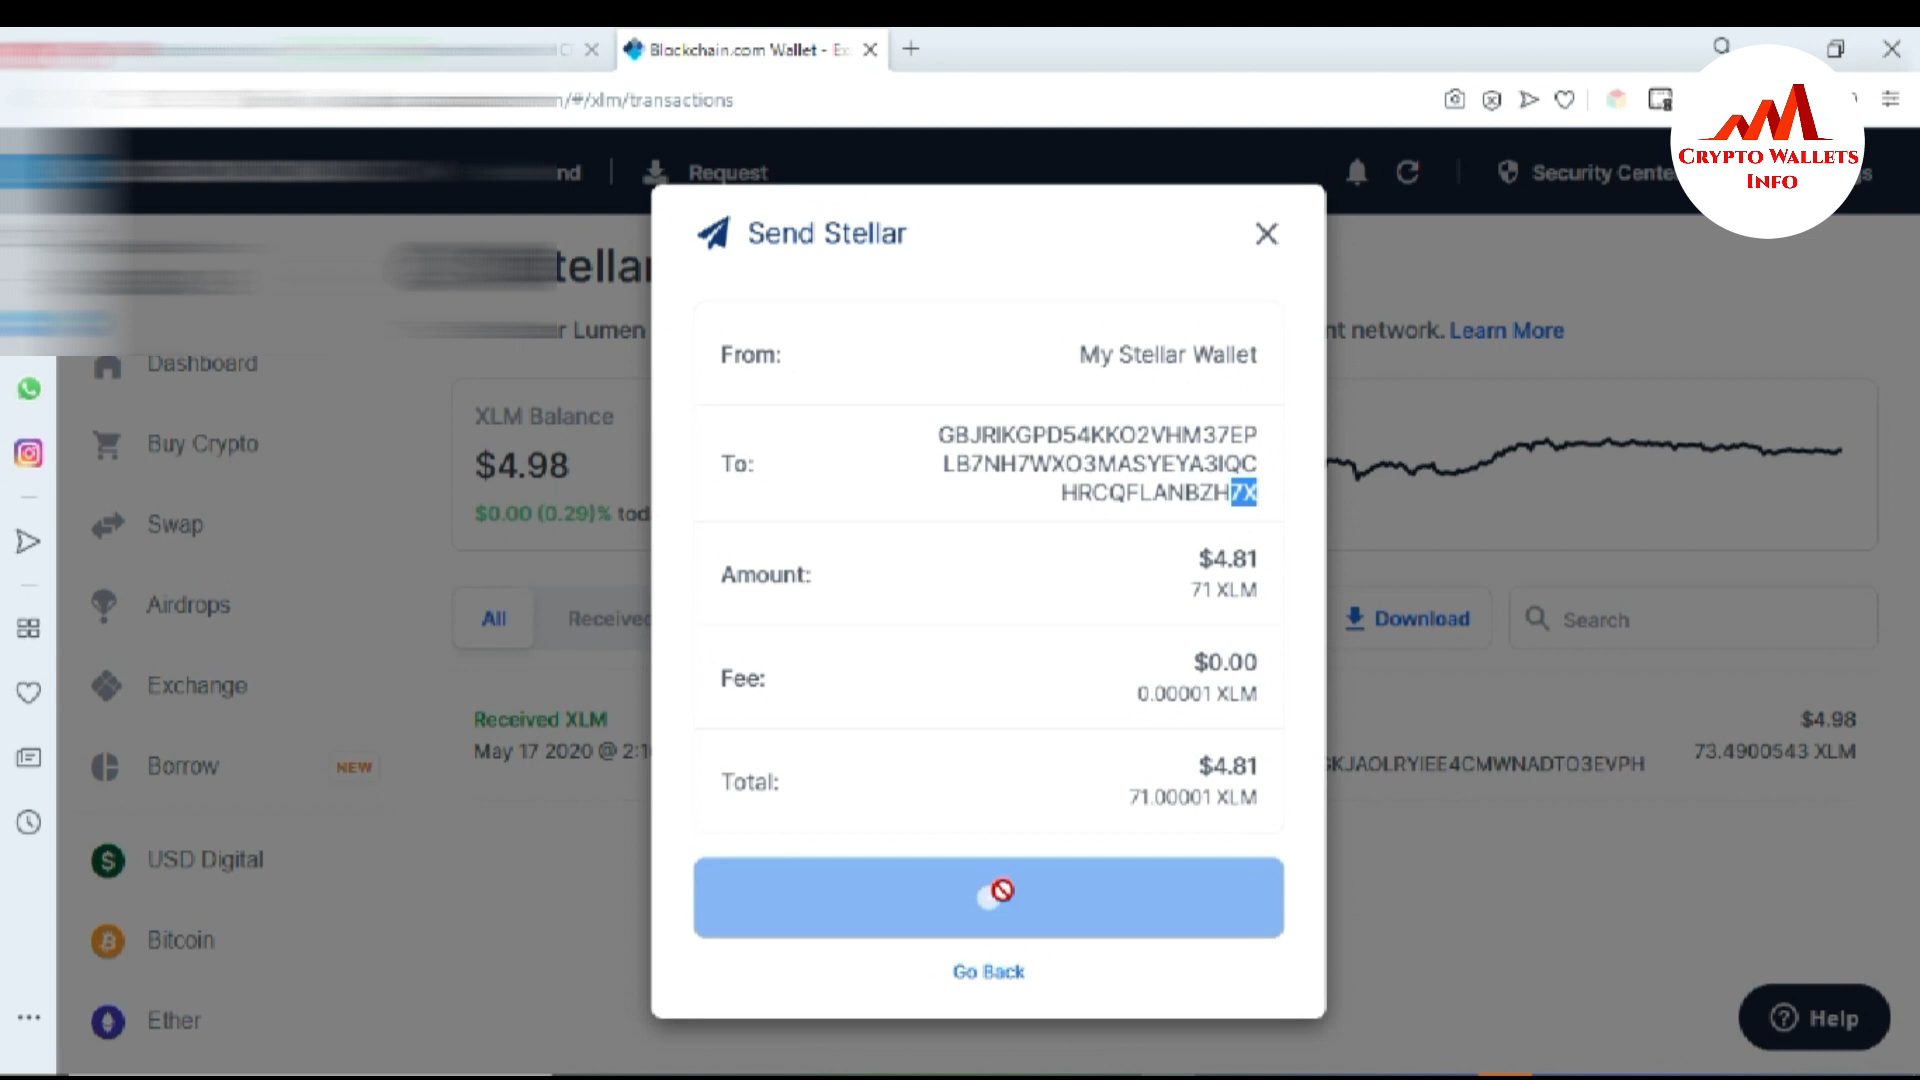 Blockchain.com Wallet - Ex
/#/xlm/transactions
CRYPTO WALLETS
INFO
nd
Request
Security Cente
s
Send Stellar
tellar
r Lumen
nt network. Learn More
From:
My Stellar Wallet
To:
GBJRIKGPD54KKO2VHM37EP
LB7NH7WXO3MASYEYA3IQC
HRCQFLANBZH7X
Amount:
$4.81
71 XLM
Fee:
$0.00
0.00001 XLM
Total:
$4.81
71.00001 XLM
Go Back
Dashboard
Buy Crypto
Swap
Airdrops
Exchange
Borrow
NEW
USD Digital
Bitcoin
Ether
XLM Balance
$4.98
$0.00 (0.29)% tod
All
Received
Download
Search
Received XLM
May 17 2020 @ 2:1
KJAOLRYIEE4CMWNADTO3EVPH
$4.98
73.4900543 XLM
Help